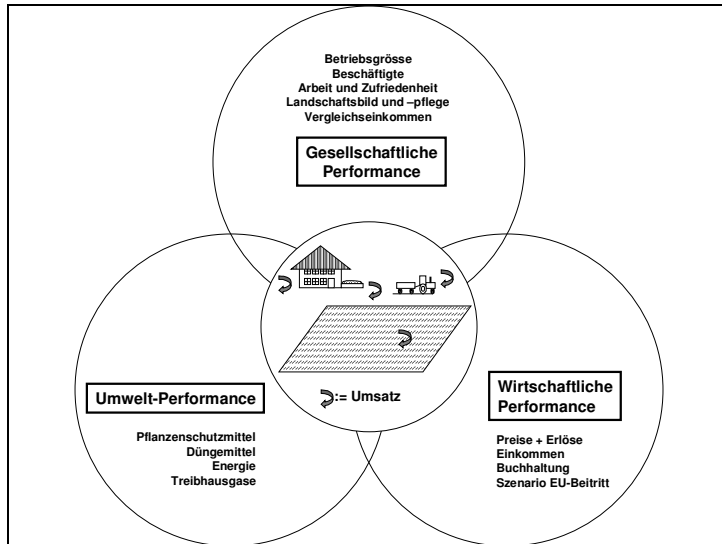 Betriebsgrösse
Beschäftigte
Arbeit und Zufriedenheit
Landschaftsbild und –pflege
Vergleichseinkommen
Gesellschaftliche
Performance
:= Umsatz
Umwelt-Performance
Pflanzenschutzmittel
Düngemittel
Energie
Treibhausgase
Wirtschaftliche
Performance
Preise + Erlöse
Einkommen
Buchhaltung
Szenario EU-Beitritt